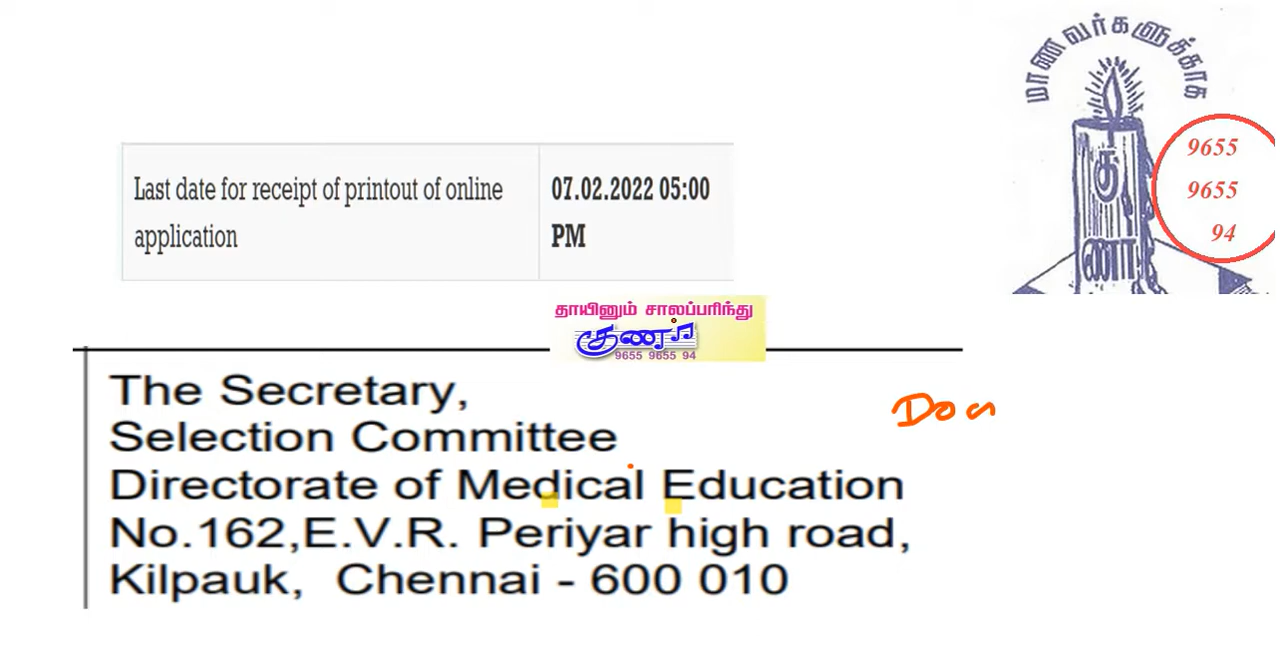 மாணவர்களுக்காக
குணா
9655
9655
94
Last date for receipt of printout of online
application
07.02.2022 05:00
PM
தாயினும் சாலப்பரிந்து
குணா
9655 9655 94
The Secretary,
Selection Committee
Directorate of Medical Education
No.162,E.V.R. Periyar high road,
Kilpauk, Chennai - 600 010